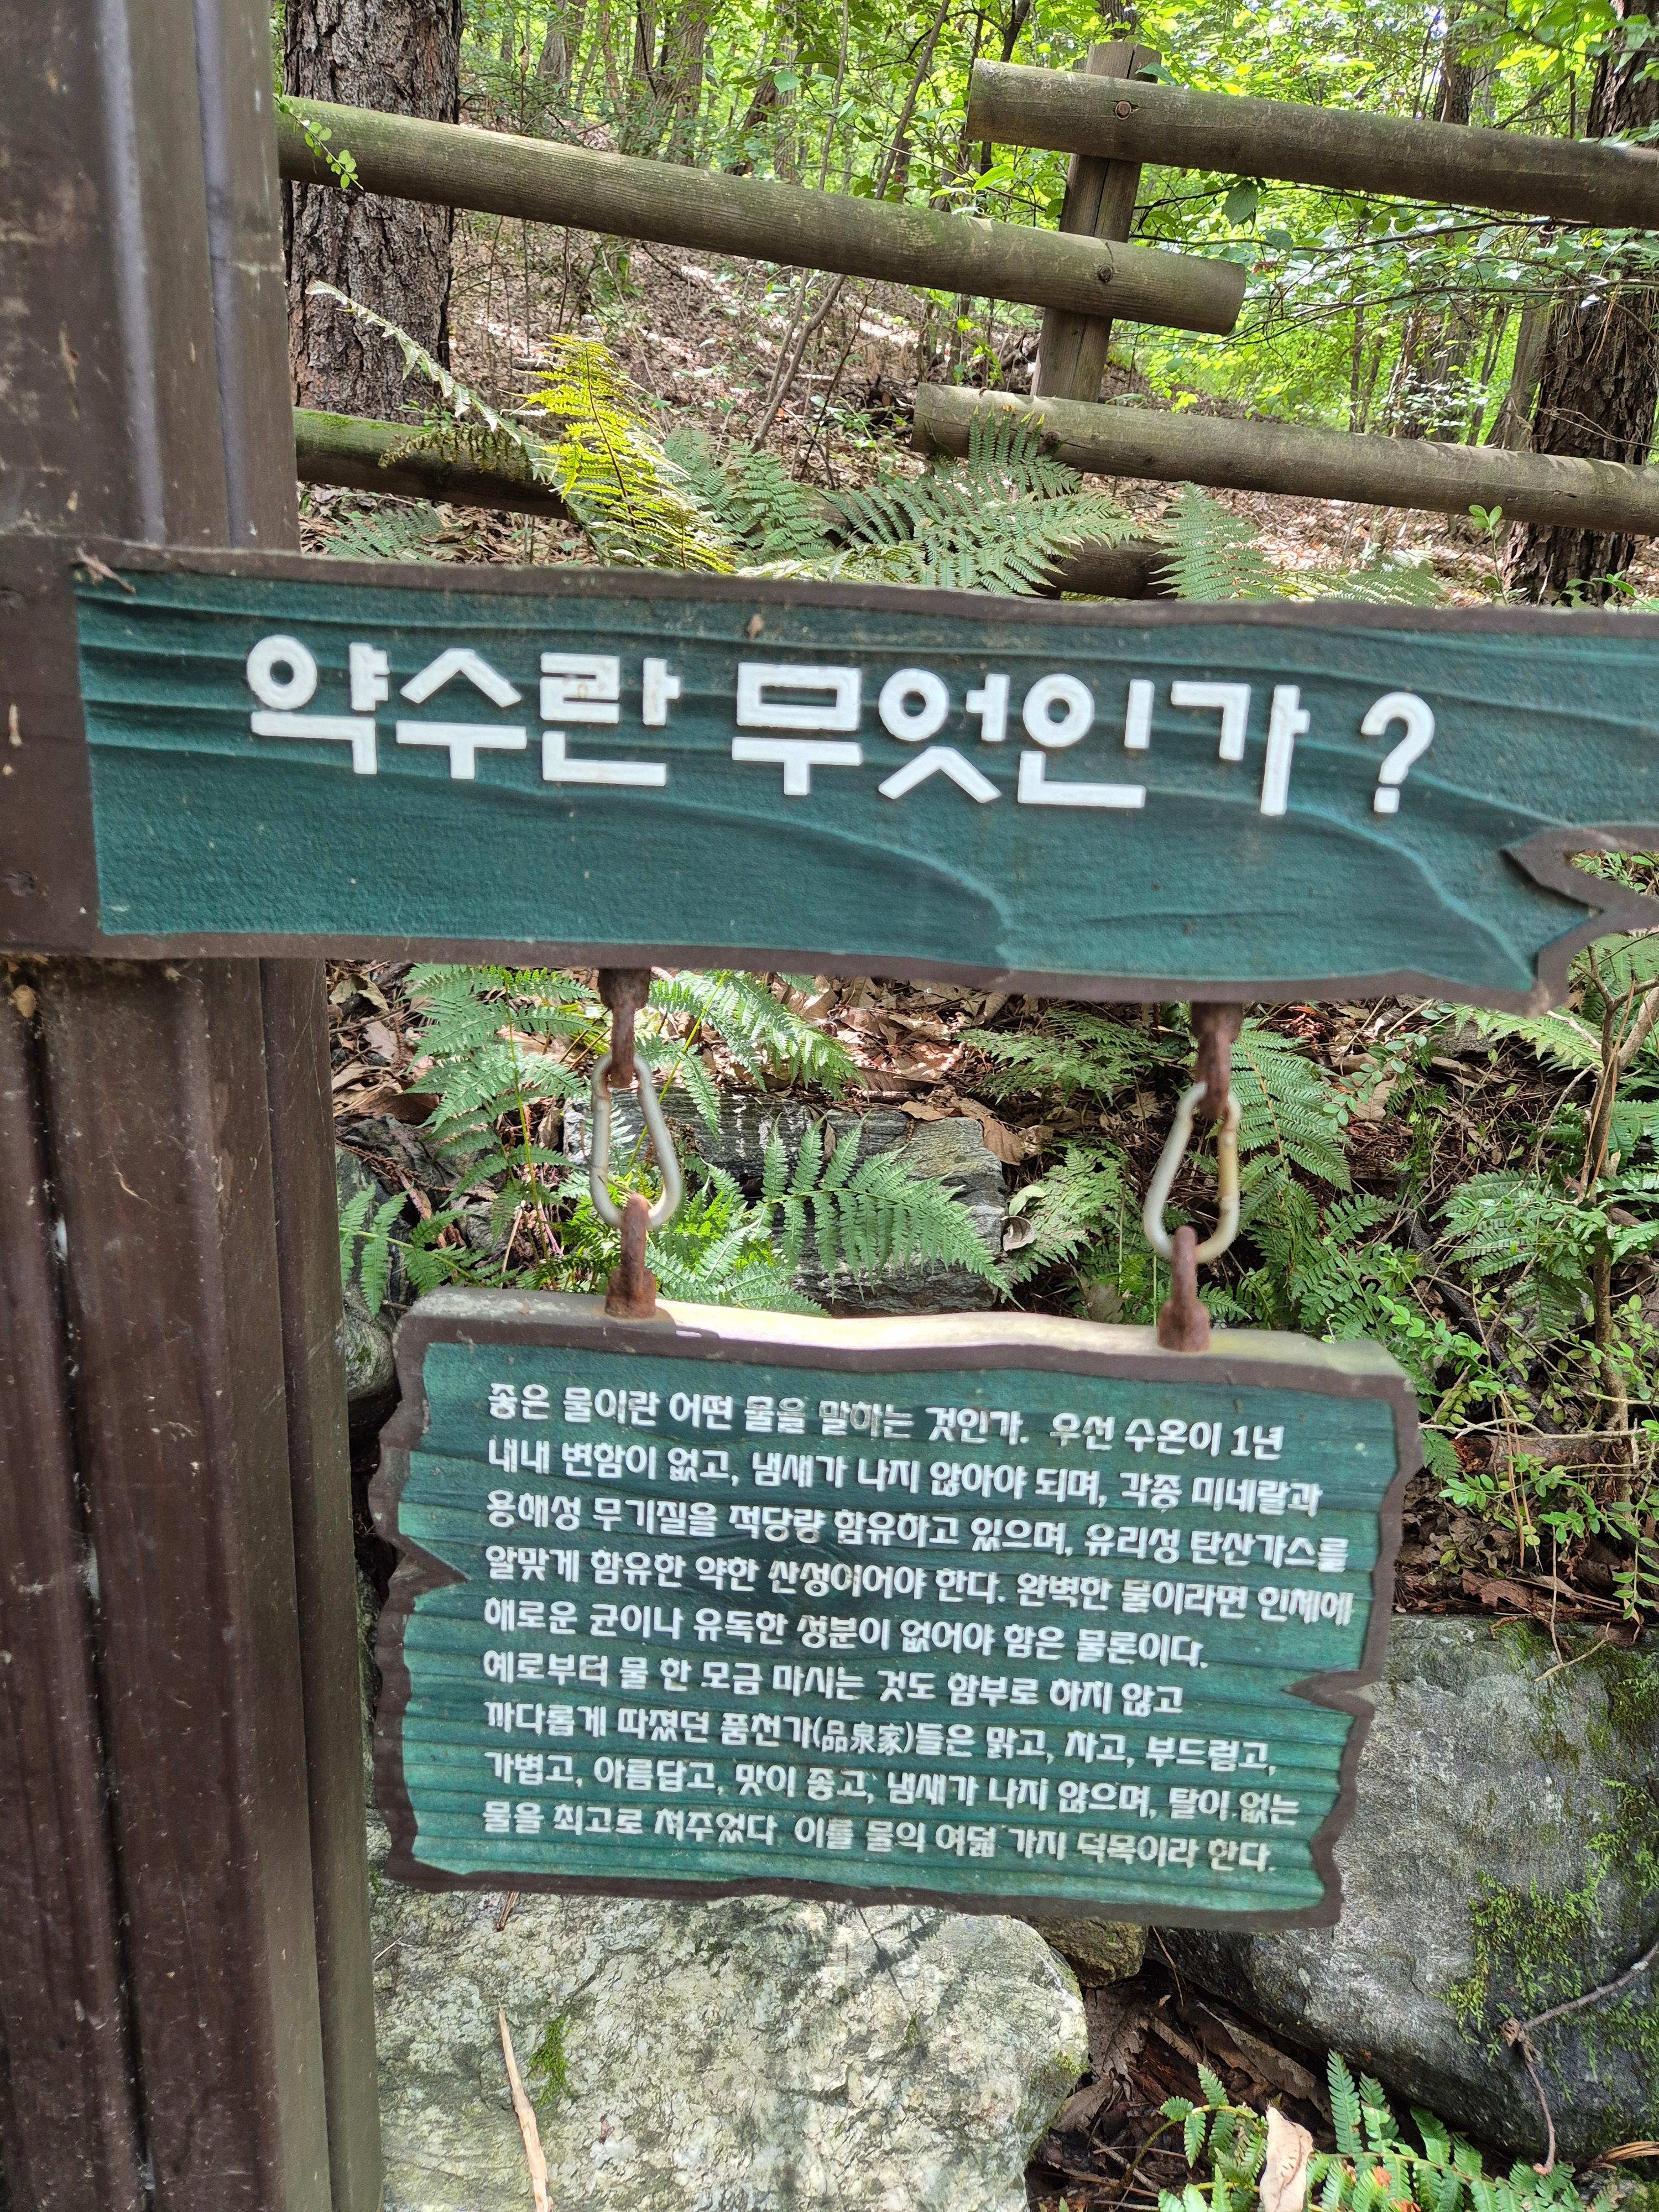 약수란 무엇인가 ?
좋은 물이란 어떤 물을 말하는 것인가. 우선 수온이 1년
내내 변함이 없고, 냄새가 나지 않아야 되며, 각종 미네랄과
용해성 무기질을 적당량 함유하고 있으며, 유리성 탄산가스를
알맞게 함유한 약한 산성이어야 한다. 완벽한 물이라면 인체에
해로운 균이나 유독한 성분이 없어야 함은 물론이다.
예로부터 물 한 모금 마시는 것도 함부로 하지 않고
까다롭게 따졌던 품천가(品泉家)들은 맑고, 차고, 부드럽고,
가볍고, 아름답고, 맛이 좋고, 냄새가 나지 않으며, 탈이 없는
물을 최고로 쳐주었다 이를 물의 여덟 가지 덕목이라 한다.